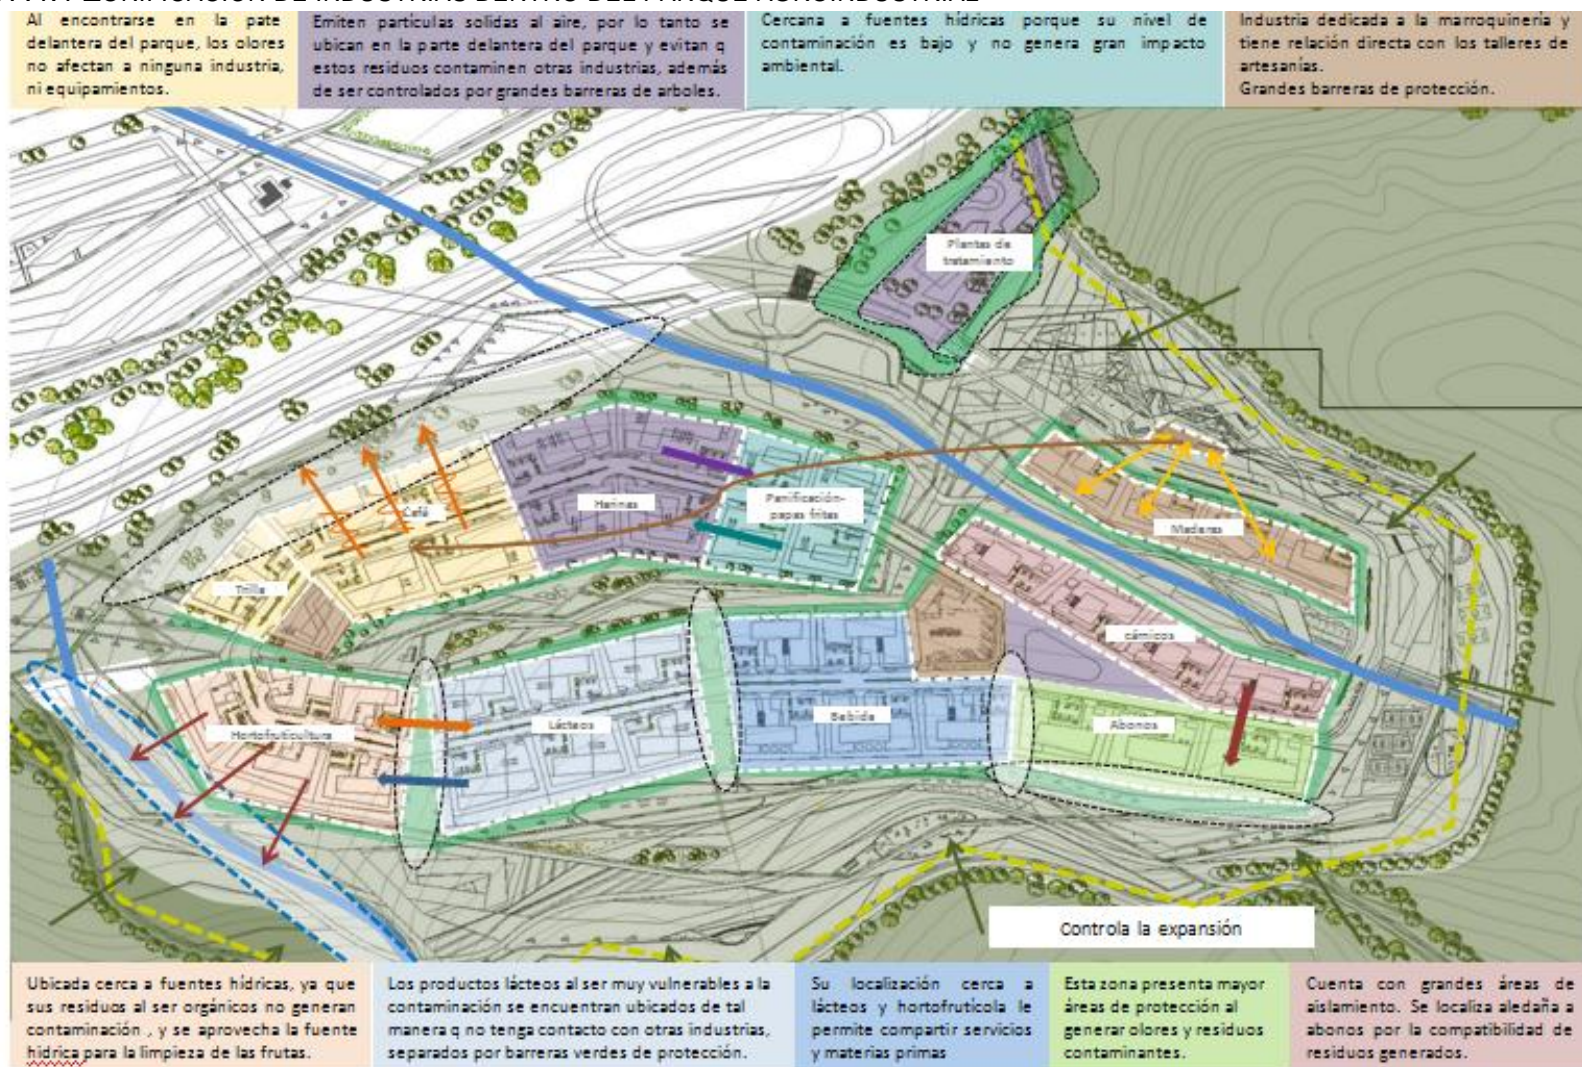 ZONIFICACION DE INDUSTRIAS DENTRO DEL PARQUE AGROINDUSTRIAL
Al encontrarse en la pate
delantera del parque, los olores
no afectan a ninguna industria,
ni equipamientos.
Emiten partículas solidas al aire, por lo tanto se
ubican en la parte delantera del parque y evitan q
estos residuos contaminen otras industrias, además
de ser controlados por grandes barreras de arboles.
Cercana a fuentes hídricas porque su nivel de
contaminación es bajo y no genera gran impacto
ambiental.
Industria dedicada a la marroquinería y
tiene relación directa con los talleres de
artesanías.
Grandes barreras de protección.
Plantas de
tratamiento
Café
Harinas
Panificación-
papas fritas
Maderas
Trilla
cárnicos
Hortofruticultura
Lácteos
Bebida
Abonos
Controla la expansión
Ubicada cerca a fuentes hídricas, ya que
sus residuos al ser orgánicos no generan
contaminación , y se aprovecha la fuente
hidrica para la limpieza de las frutas.
Los productos lácteos al ser muy vulnerables a la
contaminación se encuentran ubicados de tal
manera q no tenga contacto con otras industrias,
separados por barreras verdes de protección.
Su localización cerca a
lácteos y hortofrutícola le
permite compartir servicios
y materias primas
Esta zona presenta mayor
áreas de protección al
generar olores y residuos
contaminantes.
Cuenta con grandes áreas de
aislamiento. Se localiza aledaña a
abonos por la compatibilidad de
residuos generados.